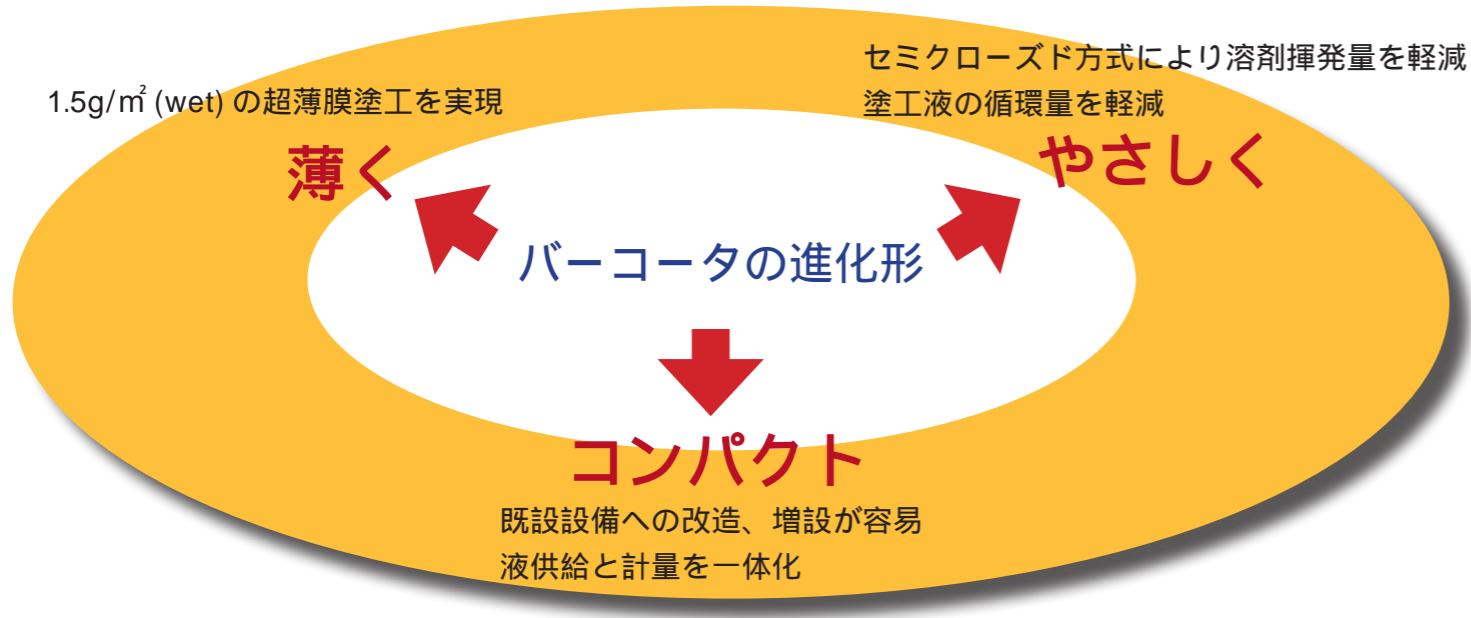 セミクローズド方式により溶剤揮発量を軽減
塗工液の循環量を軽減
1.5g/㎡ (wet) の超薄膜塗工を実現
薄く
やさしく
バーコータの進化形
コンパクト
既設設備への改造、増設が容易
液供給と計量を一体化